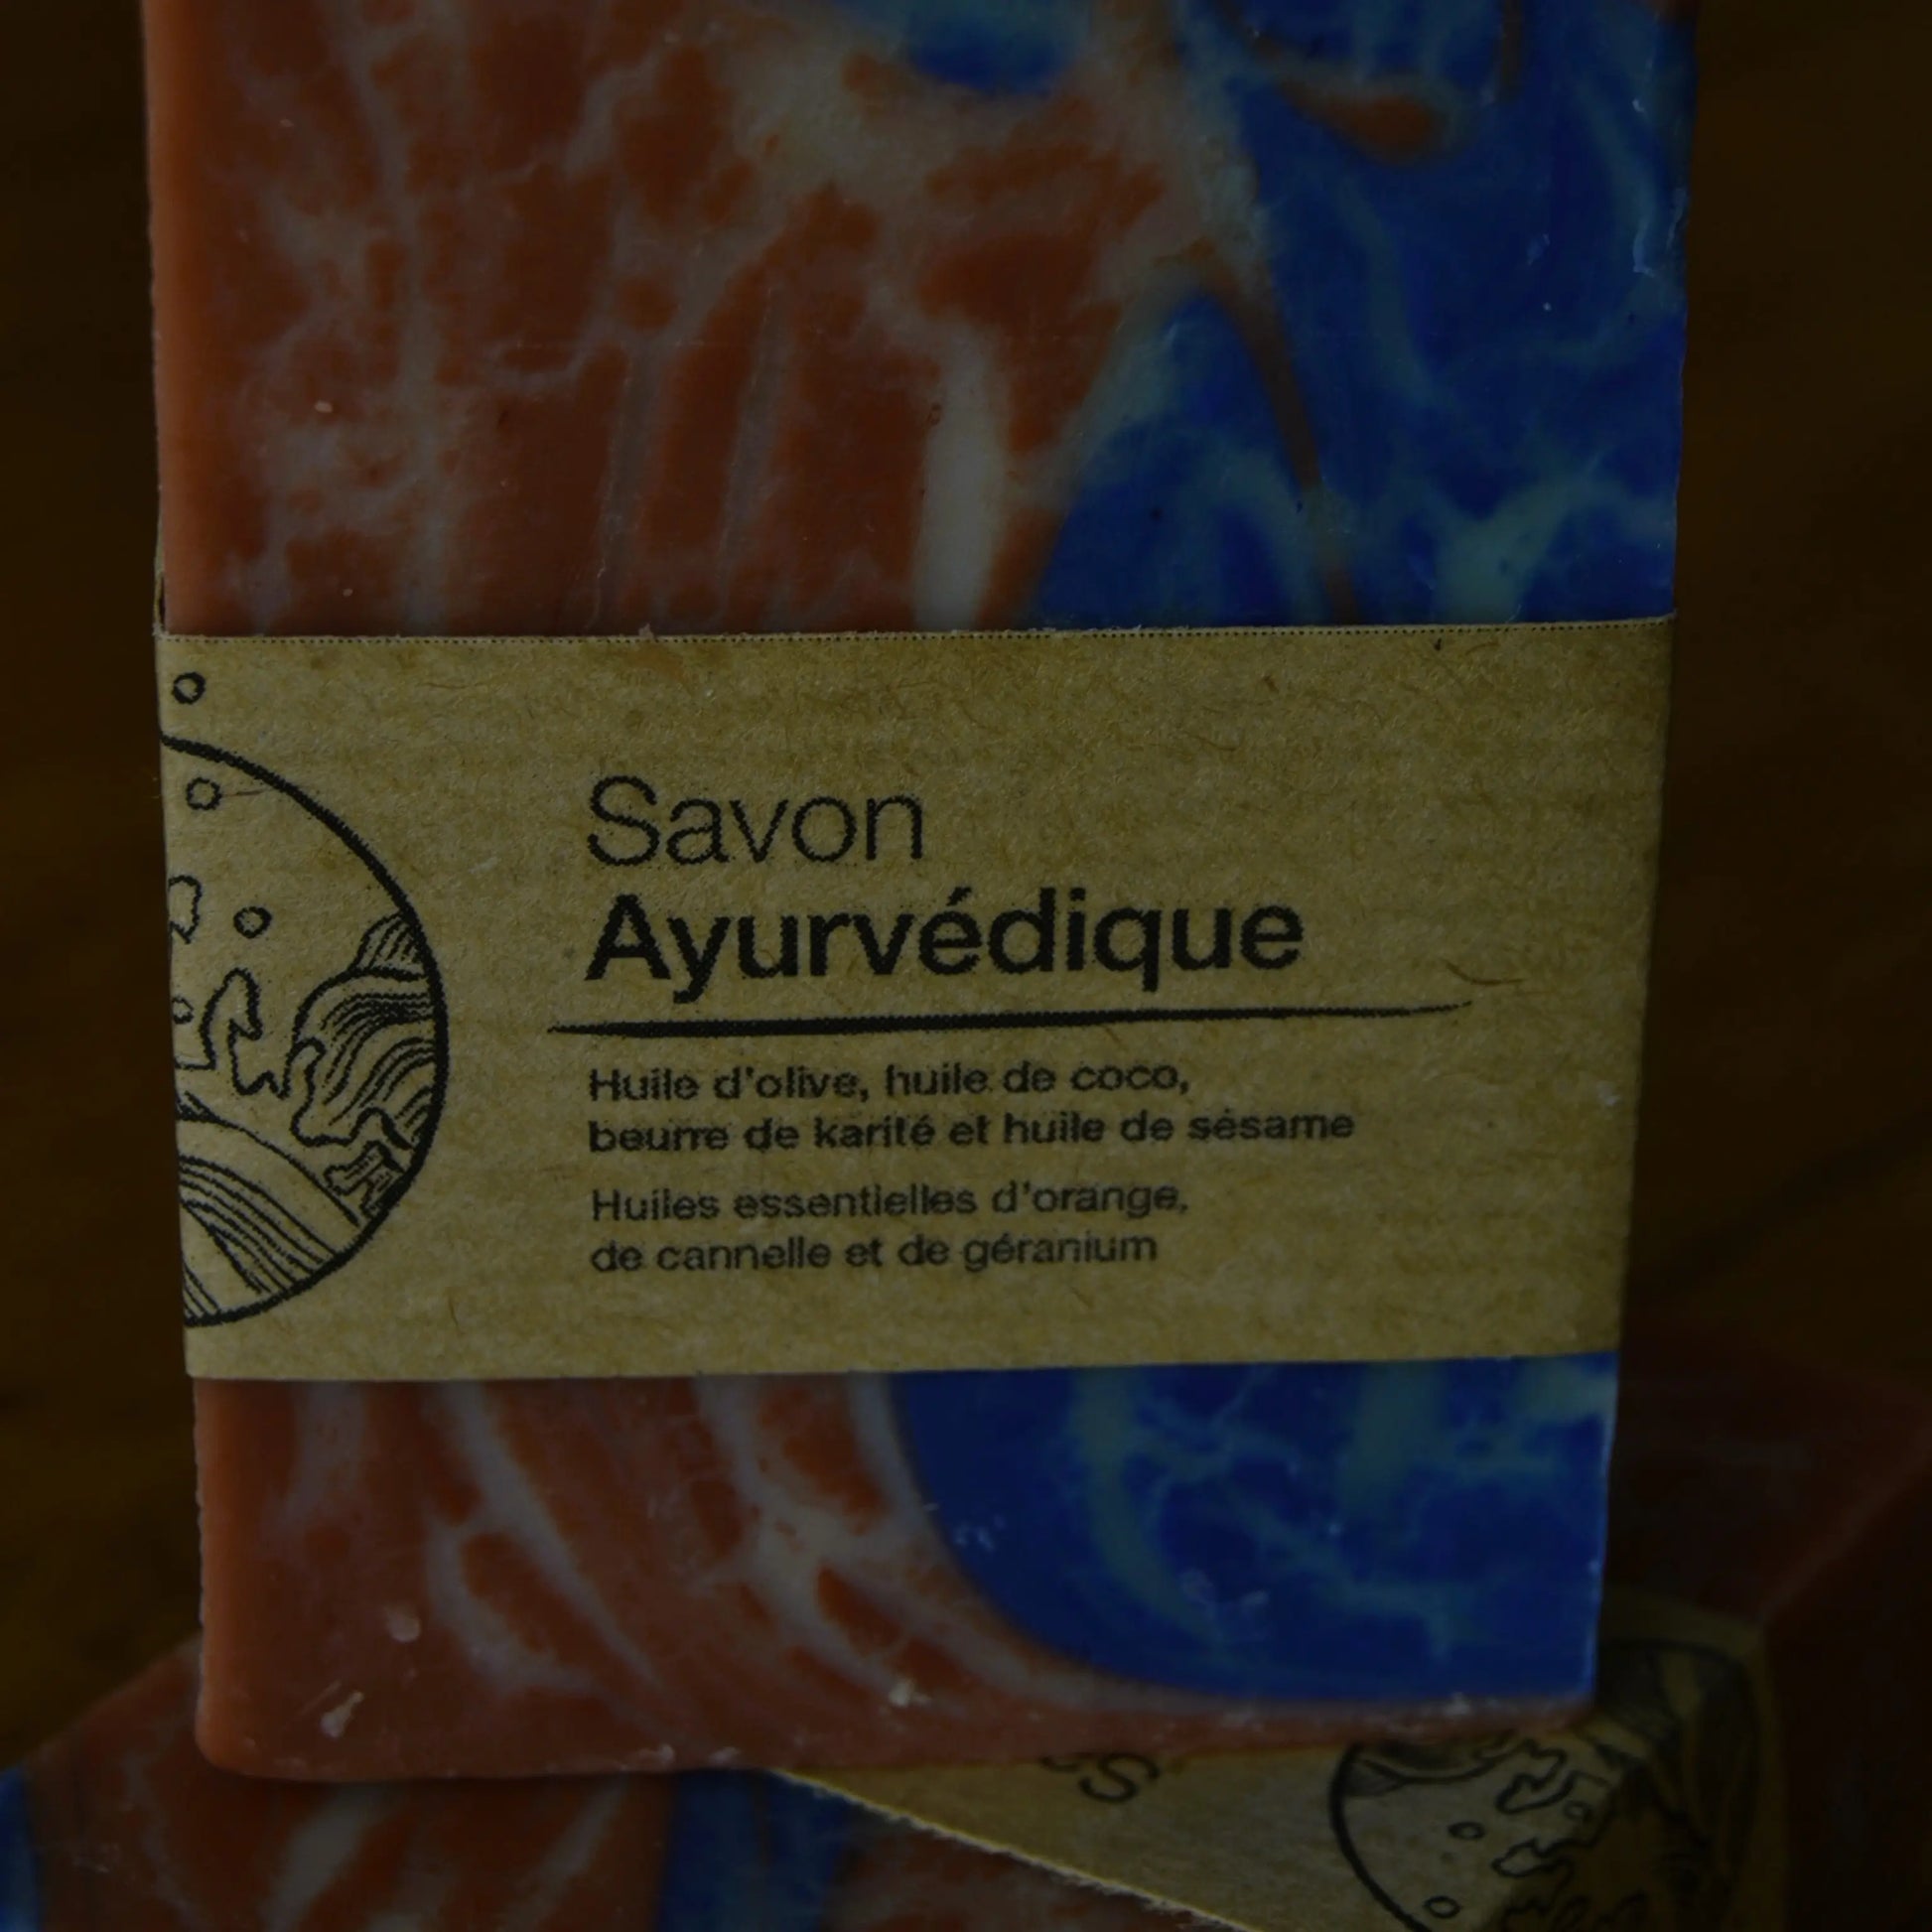 Savon
Ayurvédique
Huile d'olive, huile de coco,
beurre de karité et huile de sésame
Huiles essentielles d'orange,
de cannelle et de géranium